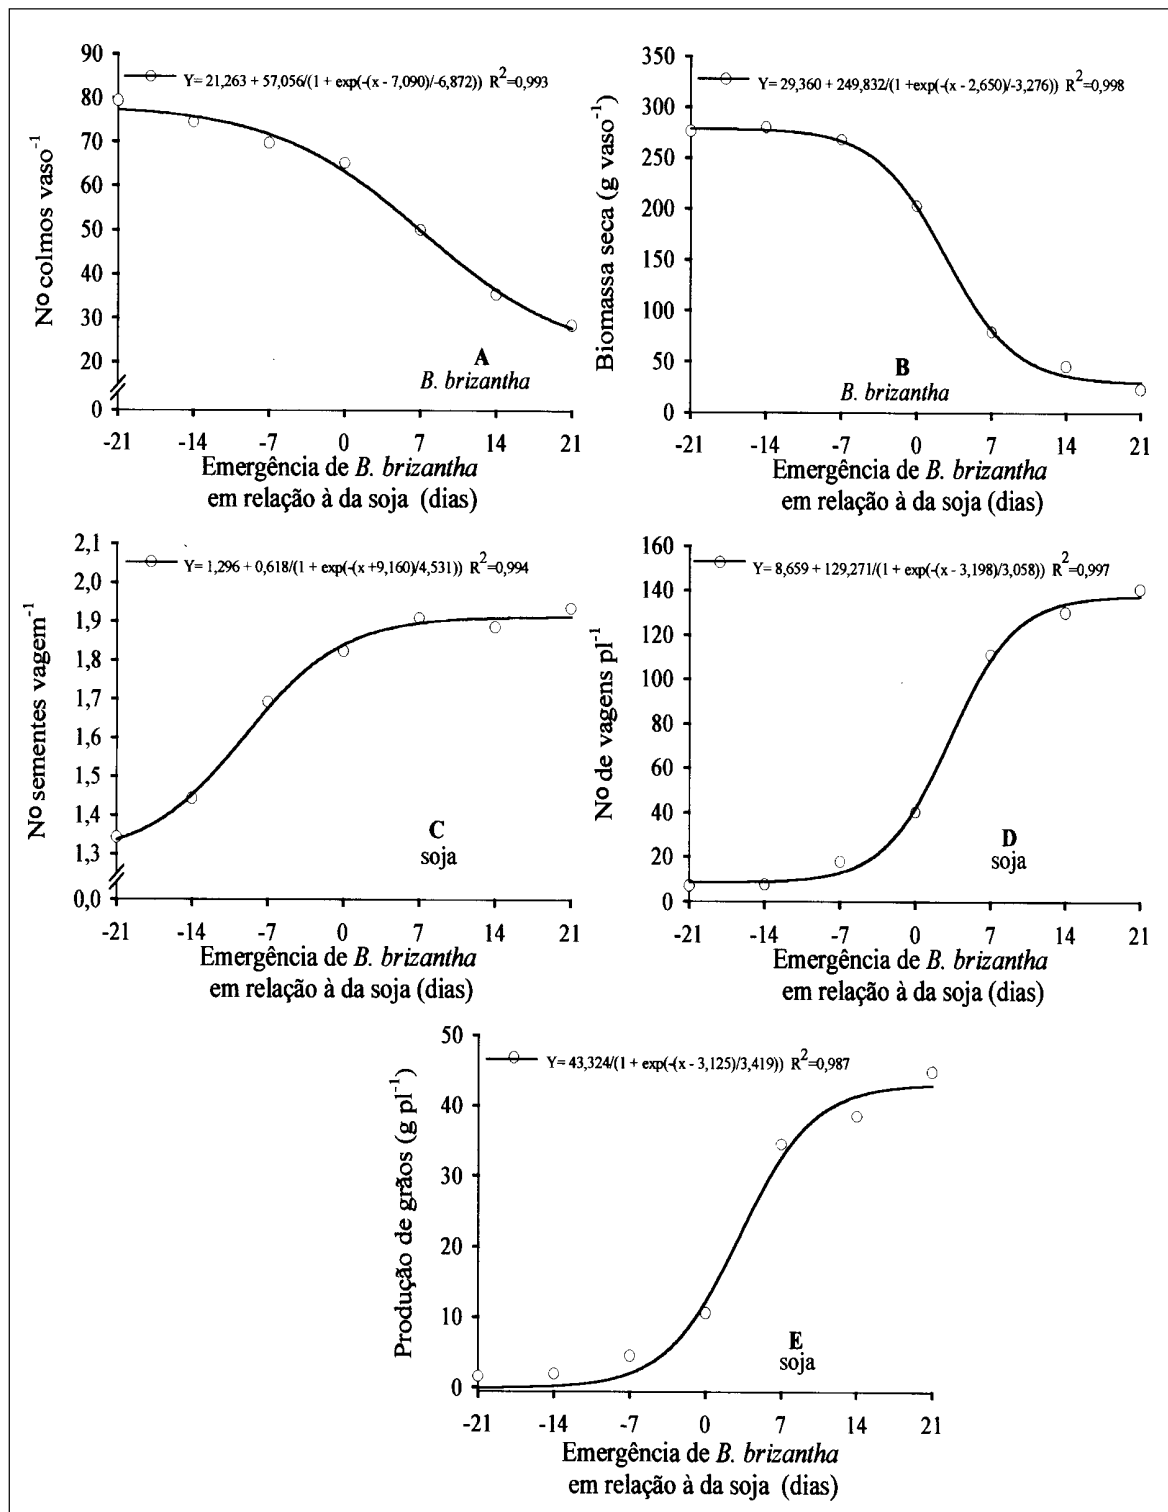 90
80
70
60
50
40
30
20
0
Nº colmos vaso⁻¹
Y= 21,263 + 57,056/(1 + exp(-(x - 7,090)/-6,872)) R²=0,993
A
B. brizantha
-21 -14 -7 0 7 14 21
Emergência de B. brizantha
em relação à da soja (dias)
350
300
250
200
150
100
50
0
Biomassa seca (g vaso⁻¹)
Y= 29,360 + 249,832/(1 +exp(-(x - 2,650)/-3,276)) R²=0,998
B
B. brizantha
-21 -14 -7 0 7 14 21
Emergência de B. brizantha
em relação à da soja (dias)
2,1
2,0
1,9
1,8
1,7
1,6
1,5
1,4
1,3
0,0
Nº sementes vagem⁻¹
Y= 1,296 + 0,618/(1 + exp(-(x +9,160)/4,531)) R²=0,994
C
soja
-21 -14 -7 0 7 14 21
Emergência de B. brizantha
em relação à da soja (dias)
160
140
120
100
80
60
40
20
0
Nº de vagens pl⁻¹
Y= 8,659 + 129,271/(1 + exp(-(x - 3,198)/3,058)) R²=0,997
D
soja
-21 -14 -7 0 7 14 21
Emergência de B. brizantha
em relação à da soja (dias)
50
40
30
20
10
0
Produção de grãos (g pl⁻¹)
Y= 43,324/(1 + exp(-(x - 3,125)/3,419)) R²=0,987
E
soja
-21 -14 -7 0 7 14 21
Emergência de B. brizantha
em relação à da soja (dias)